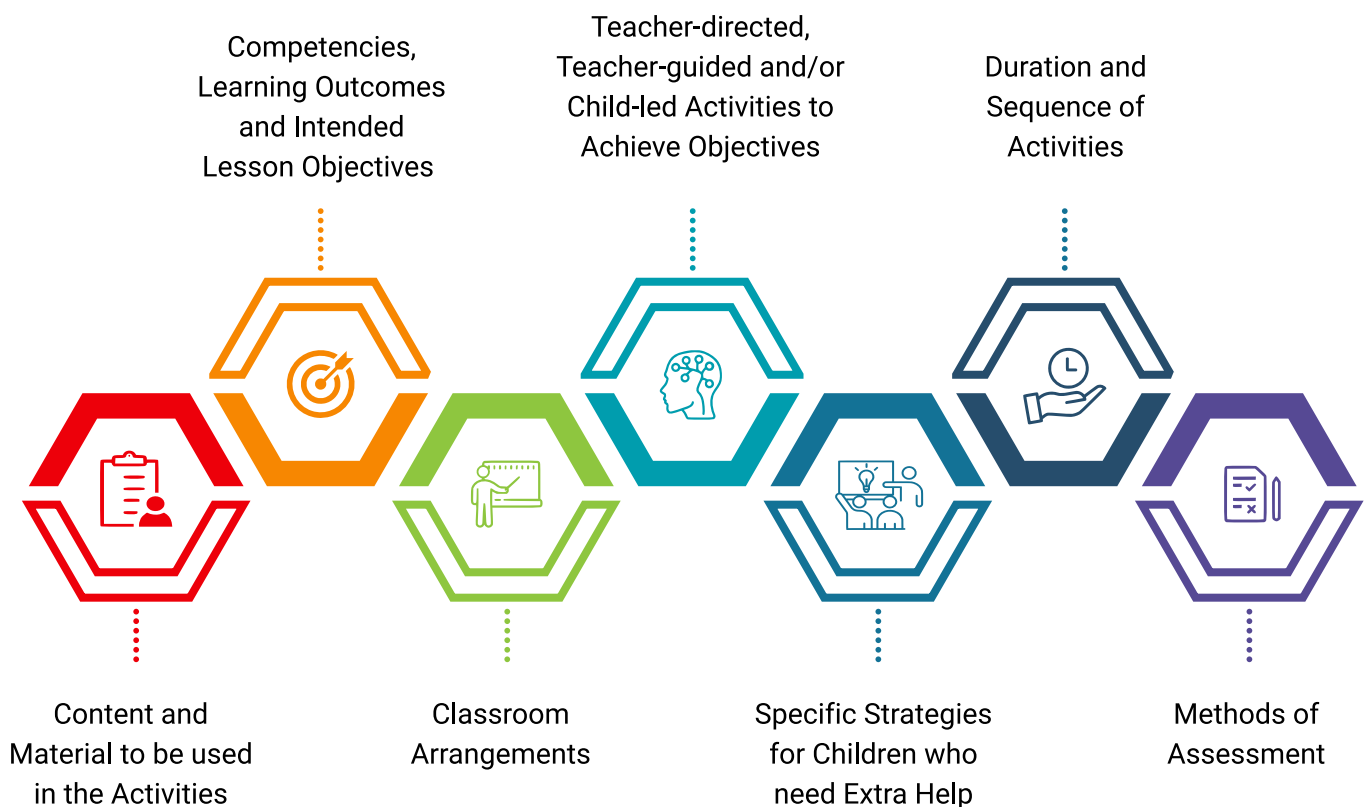 Competencies,
Learning Outcomes
and Intended
Lesson Objectives
Teacher-directed,
Teacher-guided and/or
Child-led Activities to
Achieve Objectives
Duration and
Sequence of
Activities
Content and
Material to be used
in the Activities
Classroom
Arrangements
Specific Strategies
for Children who
need Extra Help
Methods of
Assessment